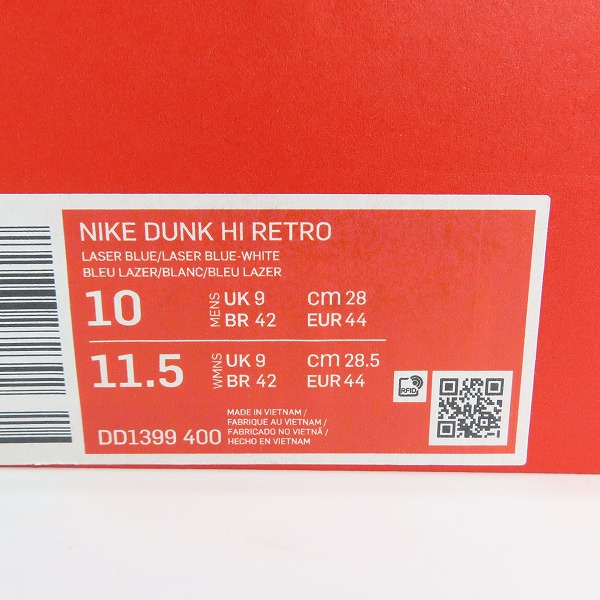 NIKE DUNK HI RETRO
LASER BLUE/LASER BLUE-WHITE
BLEU LAZER/BLANC/BLEU LAZER
10 MENS UK 9 cm 28
BR 42 EUR 44
11.5 WMNS UK 9 cm 28.5
BR 42 EUR 44
RFID
MADE IN VIETNAM /
FABRIQUE AU VIETNAM /
DD1399 400 FABRICADO NO VIETNÃ /
HECHO EN VIETNAM